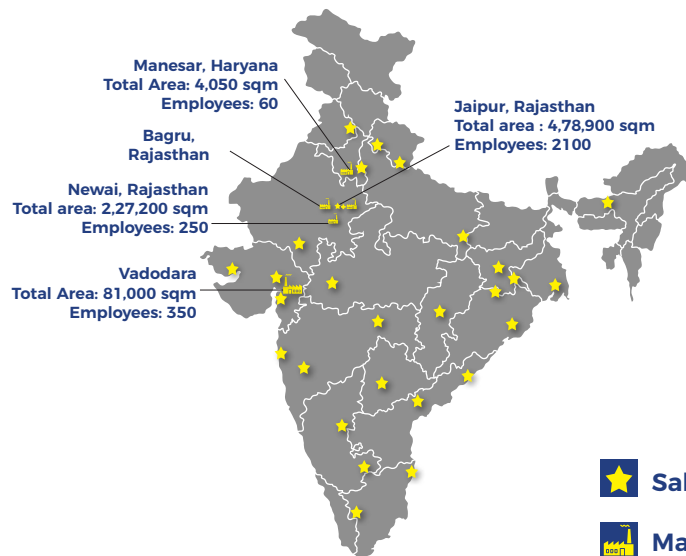 Manesar, Haryana
Total Area: 4,050 sqm
Employees: 60
Jaipur, Rajasthan
Total area : 4,78,900 sqm
Employees: 2100
Bagru,
Rajasthan
Newai, Rajasthan
Total area: 2,27,200 sqm
Employees: 250
Vadodara
Total Area: 81,000 sqm
Employees: 350
Sal
Ma